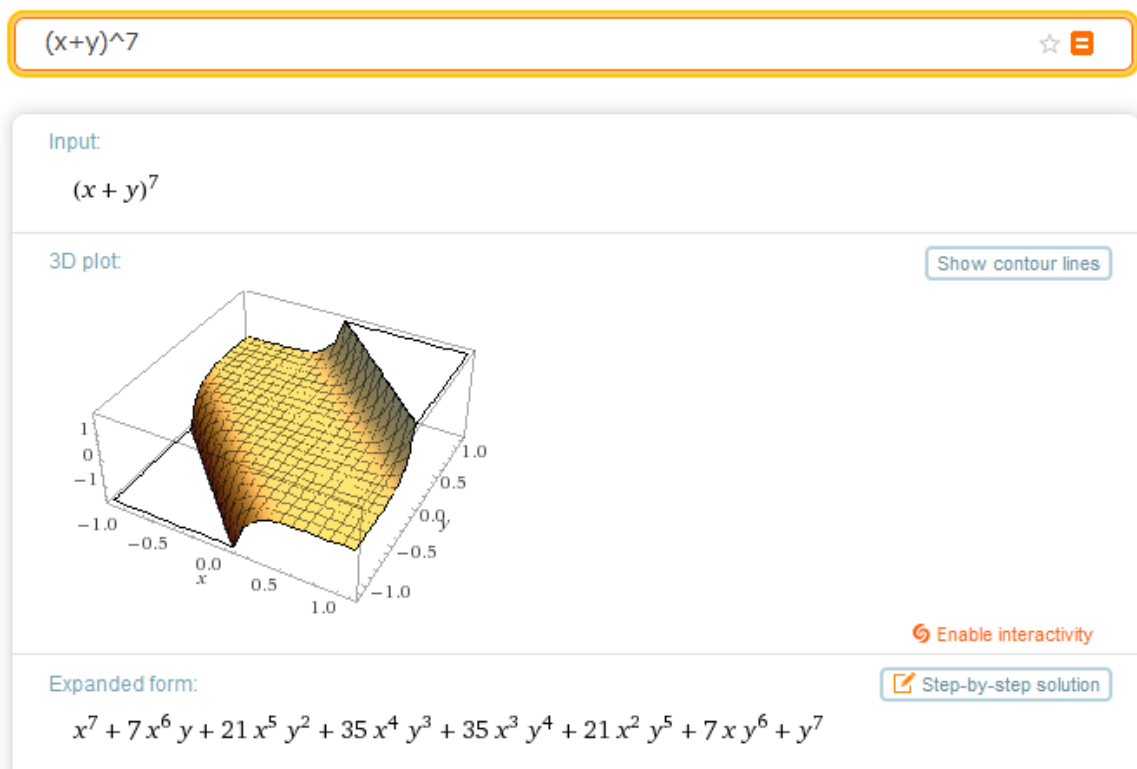 (x+y)^7
Input:
(x + y)^7
3D plot:
Show contour lines
1
0
−1
−1.0
−0.5
0.0
x
0.5
1.0
1.0
0.5
0.0
y
−0.5
−1.0
Enable interactivity
Expanded form:
Step-by-step solution
x^7 + 7 x^6 y + 21 x^5 y^2 + 35 x^4 y^3 + 35 x^3 y^4 + 21 x^2 y^5 + 7 x y^6 + y^7